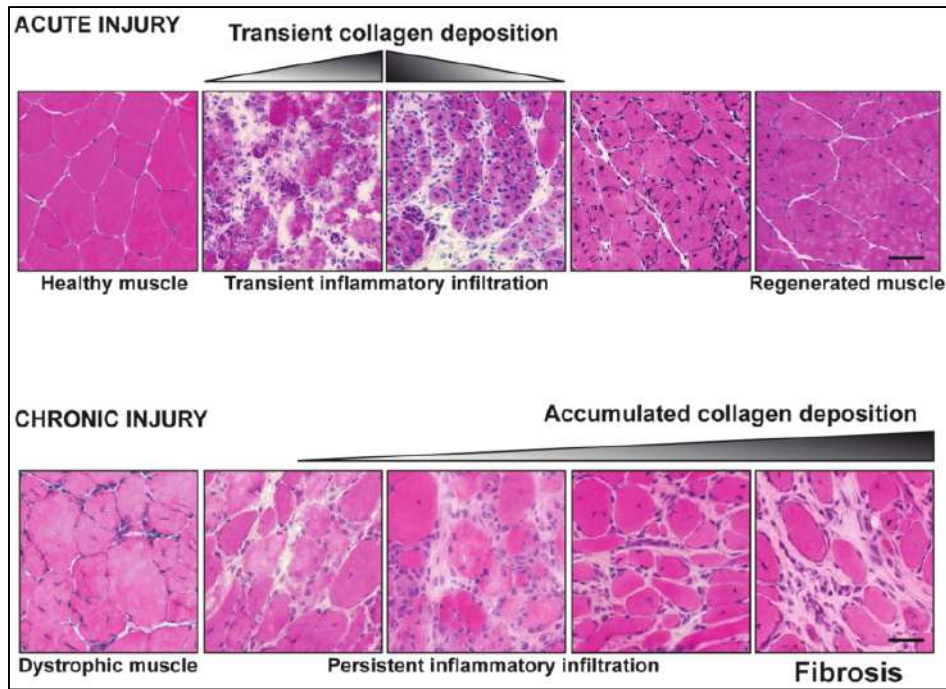 ACUTE INJURY
Transient collagen deposition
Healthy muscle
Transient inflammatory infiltration
Regenerated muscle
CHRONIC INJURY
Accumulated collagen deposition
Dystrophic muscle
Persistent inflammatory infiltration
Fibrosis